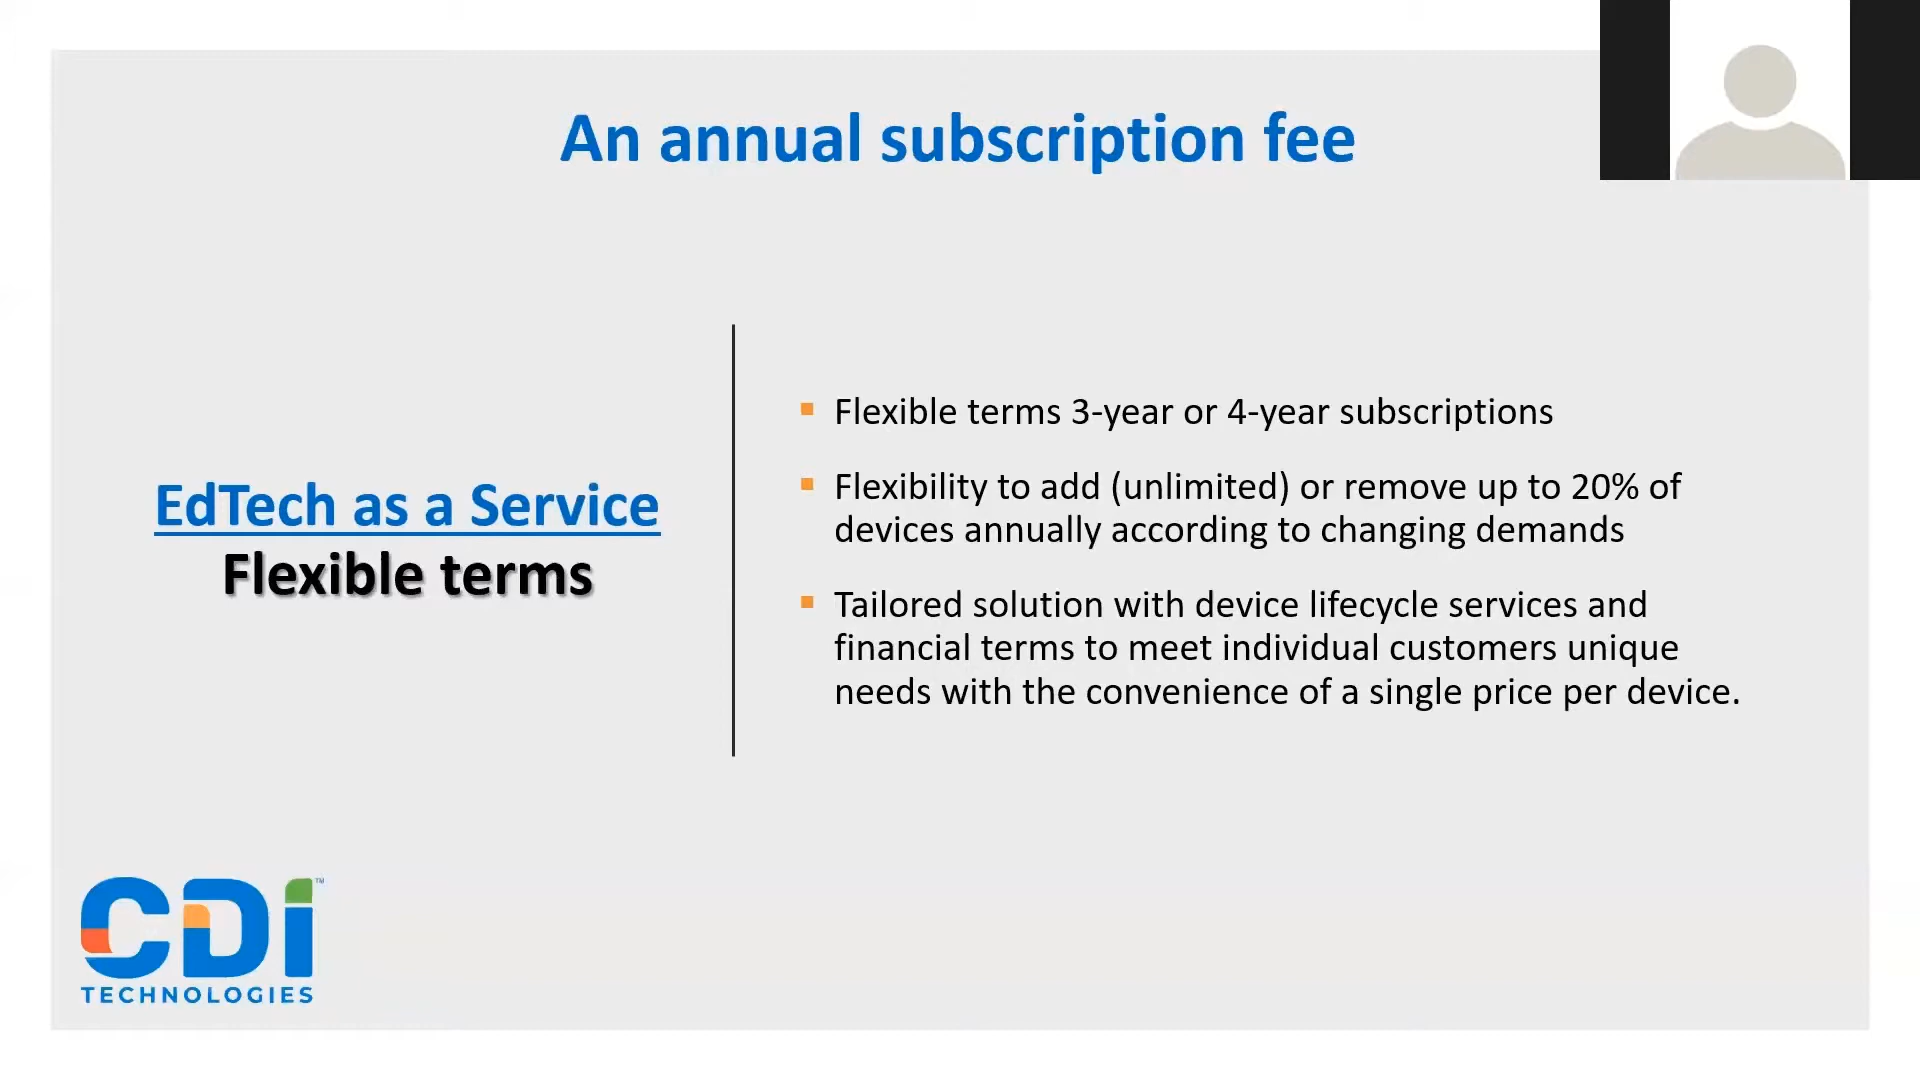 An annual subscription fee
EdTech as a Service
Flexible terms
Flexible terms 3-year or 4-year subscriptions
Flexibility to add (unlimited) or remove up to 20% of
devices annually according to changing demands
Tailored solution with device lifecycle services and
financial terms to meet individual customers unique
needs with the convenience of a single price per device.
CDi™
TECHNOLOGIES